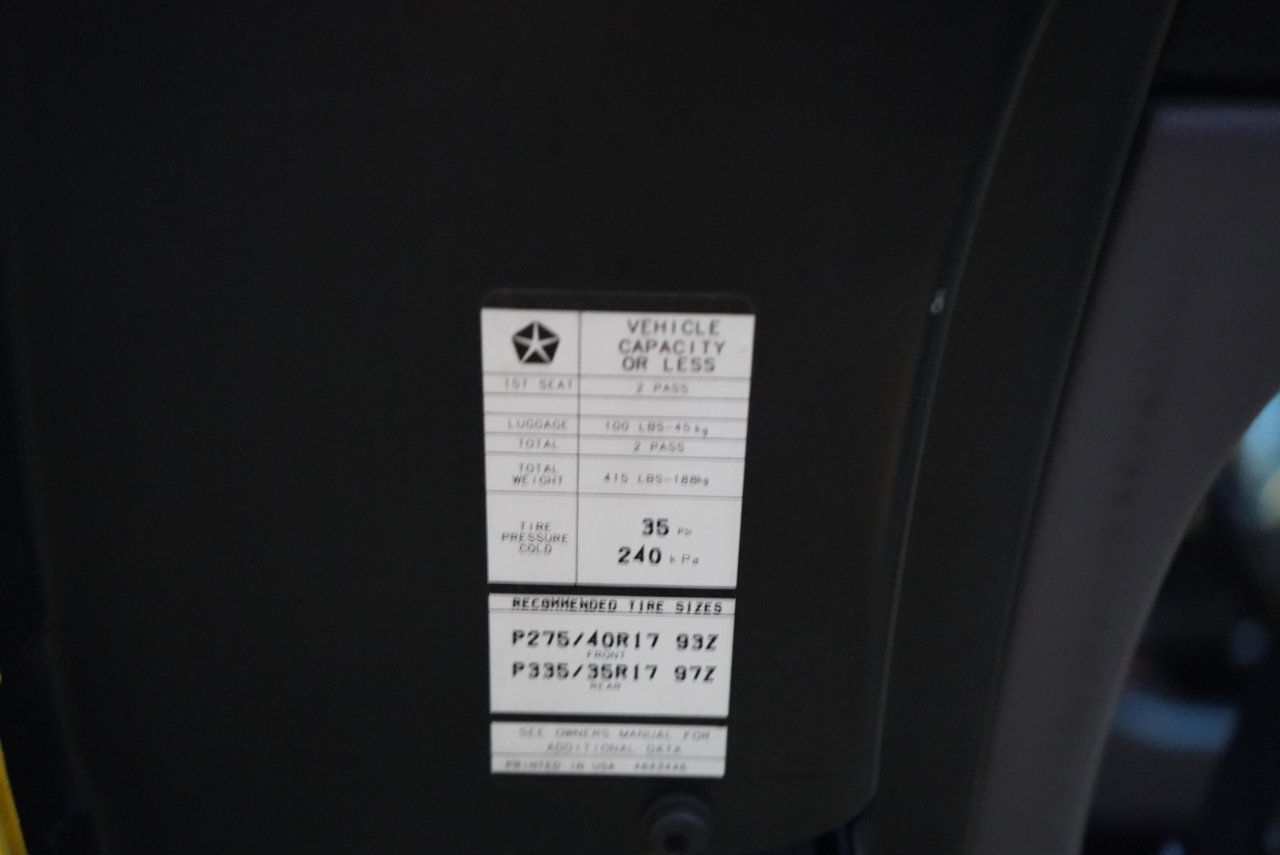 VEHICLE
CAPACITY
OR LESS
1ST SEAT 2 PASS
LUGGAGE 100 LBS-45kg
TOTAL 2 PASS
TOTAL
WEIGHT 415 LBS-188kg
TIRE
PRESSURE
COLD
35 PSI
240 kPa
RECOMMENDED TIRE SIZES
P275/40R17 93Z
FRONT
P335/35R17 97Z
REAR
SEE OWNERS MANUAL FOR
ADDITIONAL DATA
PRINTED IN USA